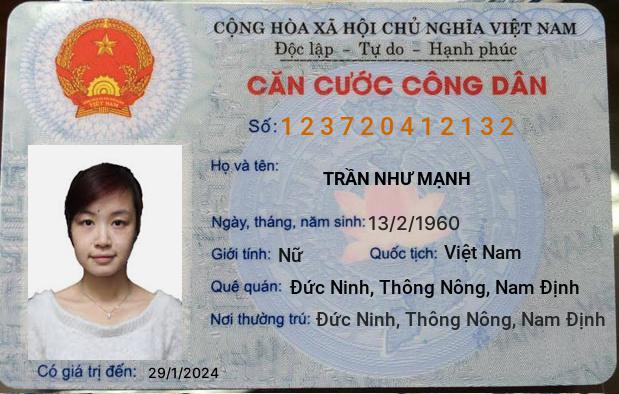 CỘNG HÒA XÃ HỘI CHỦ NGHĨA VIỆT NAM
Độc lập - Tự do - Hạnh phúc
CĂN CƯỚC CÔNG DÂN
Số: 123720412132
Họ và tên:
TRẦN NHƯ MẠNH
Ngày, tháng, năm sinh: 13/2/1960
Giới tính: Nữ Quốc tịch: Việt Nam
Quê quán: Đức Ninh, Thông Nông, Nam Định
Nơi thường trú: Đức Ninh, Thông Nông, Nam Định
Có giá trị đến: 29/1/2024
VIỆT NAM